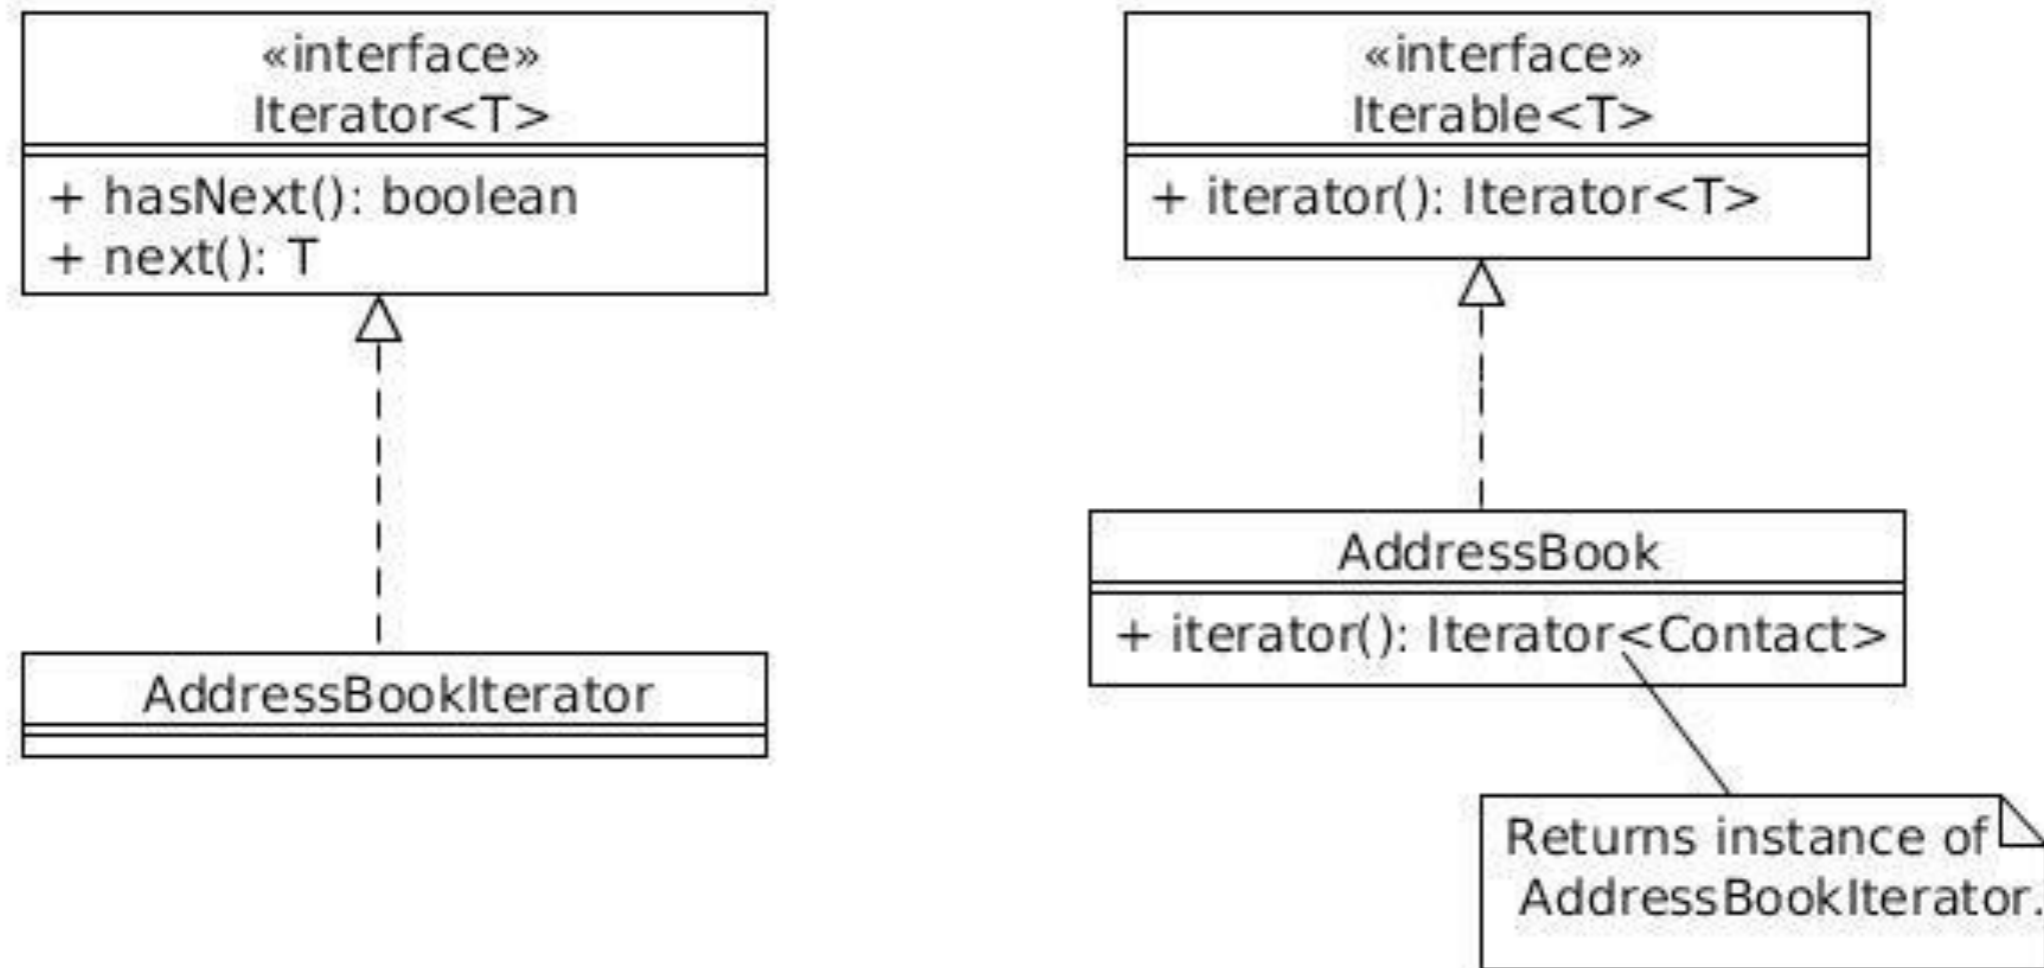 «interface»
Iterator<T>
+ hasNext(): boolean
+ next(): T
AddressBookIterator
«interface»
Iterable<T>
+ iterator(): Iterator<T>
AddressBook
+ iterator(): Iterator<Contact>
Returns instance of
AddressBookIterator.